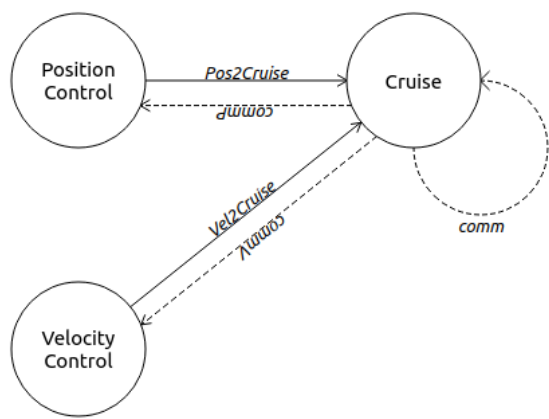 Position
Control
Pos2Cruise
Cruise
commP
Vel2Cruise
commV
comm
Velocity
Control